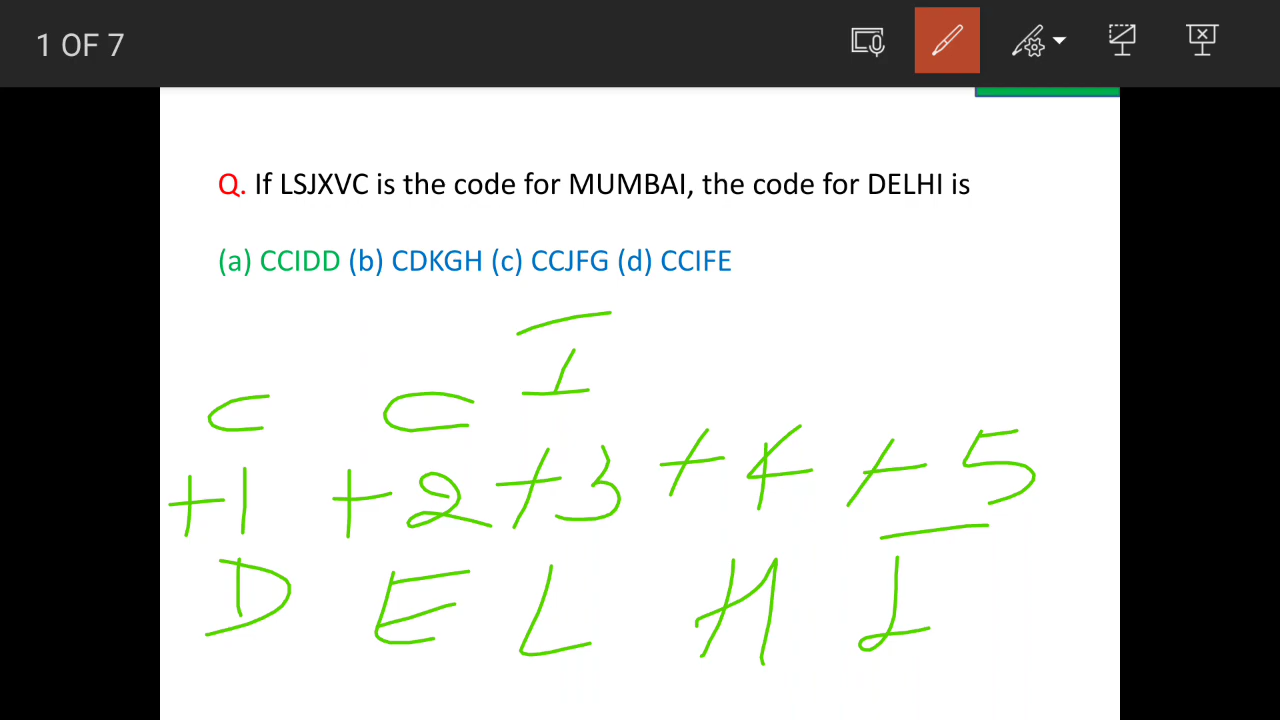 1 OF 7
Q. If LSJXVC is the code for MUMBAI, the code for DELHI is
(a) CCIDD (b) CDKGH (c) CCJFG (d) CCIFE
C C I
+1 +2 +3 +4 +5
D E L H I